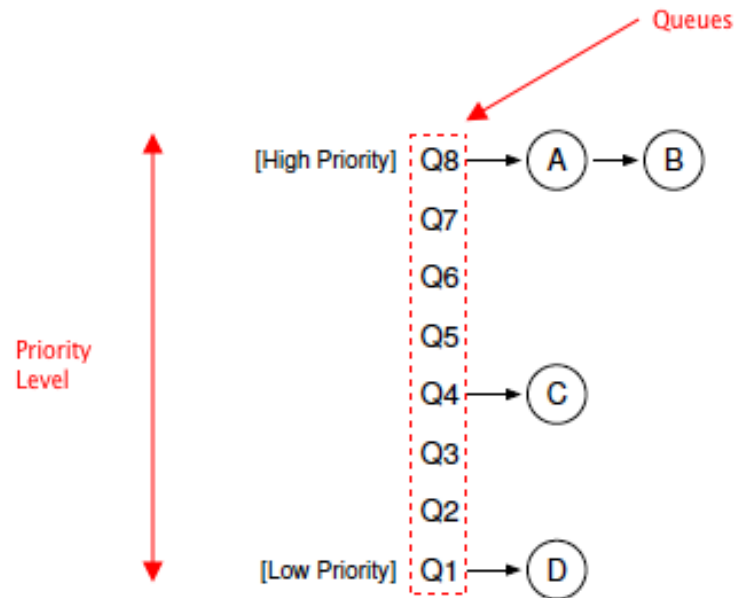 Queues
[High Priority] Q8 A B
Q7
Q6
Q5
Priority
Level
Q4 C
Q3
Q2
[Low Priority] Q1 D